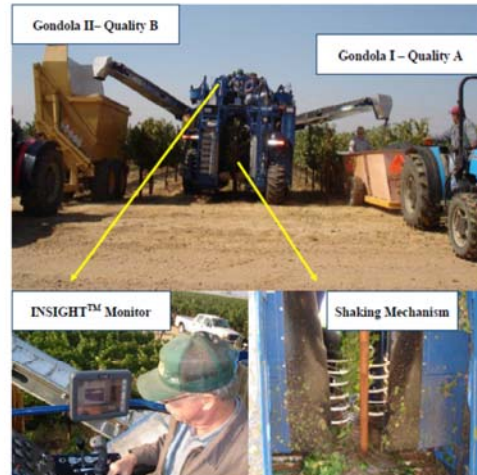 Gondola II– Quality B
Gondola I – Quality A
INSIGHT™ Monitor
Shaking Mechanism